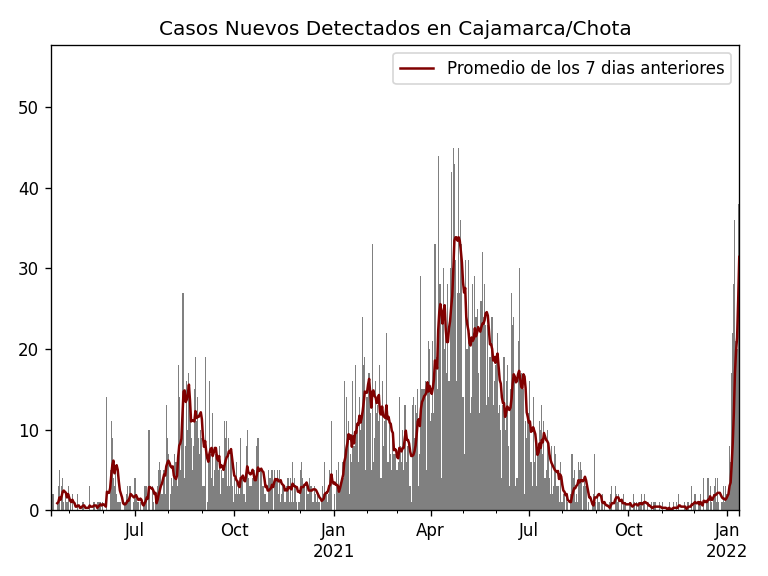 Casos Nuevos Detectados en Cajamarca/Chota
Promedio de los 7 dias anteriores
50
40
30
20
10
0
Jul
Oct
Jan
2021
Apr
Jul
Oct
Jan
2022